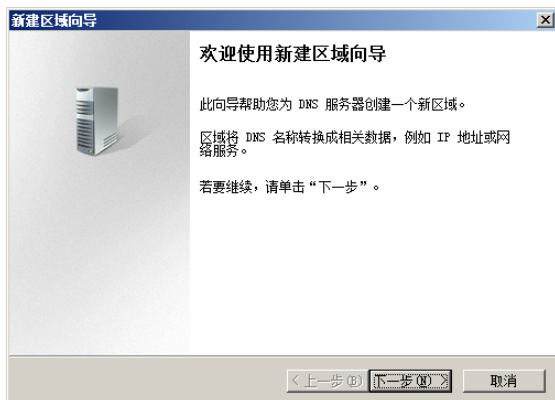 新建区域向导
欢迎使用新建区域向导
此向导帮助您为 DNS 服务器创建一个新区域。
区域将 DNS 名称转换成相关数据，例如 IP 地址或网
络服务。
若要继续，请单击“下一步”。
< 上一步(B) 下一步(N) > 取消